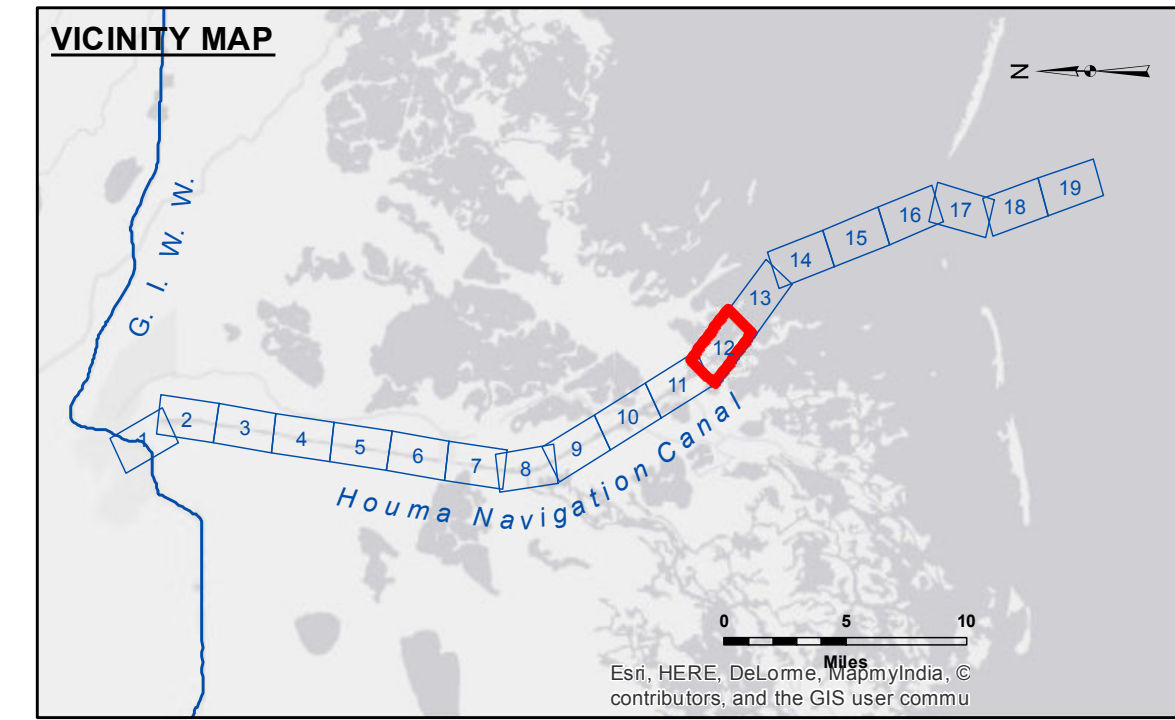 VICINITY MAP
N
G. I. W. W.
1
2
3
4
5
6
7
8
9
10
11
12
13
14
15
16
17
18
19
Houma Navigation Canal
0 5 10
Miles
Esri, HERE, DeLorme, MapmyIndia, ©
contributors, and the GIS user commu